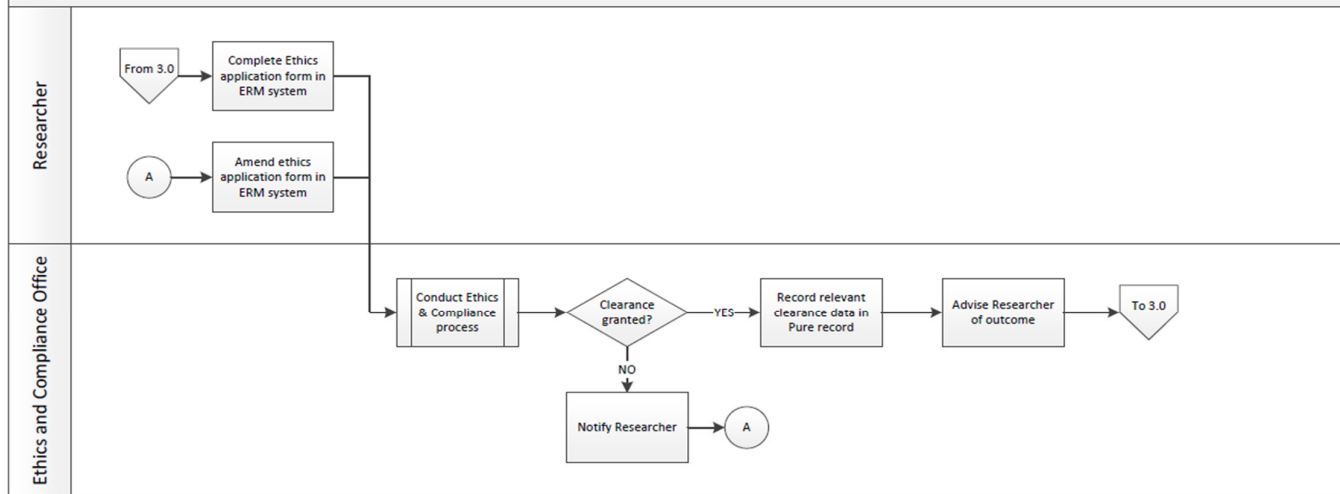 Researcher
From 3.0
Complete Ethics
application form in
ERM system
A
Amend ethics
application form in
ERM system
Ethics and Compliance Office
Conduct Ethics
& Compliance
process
Clearance
granted?
YES
Record relevant
clearance data in
Pure record
Advise Researcher
of outcome
To 3.0
NO
Notify Researcher
A